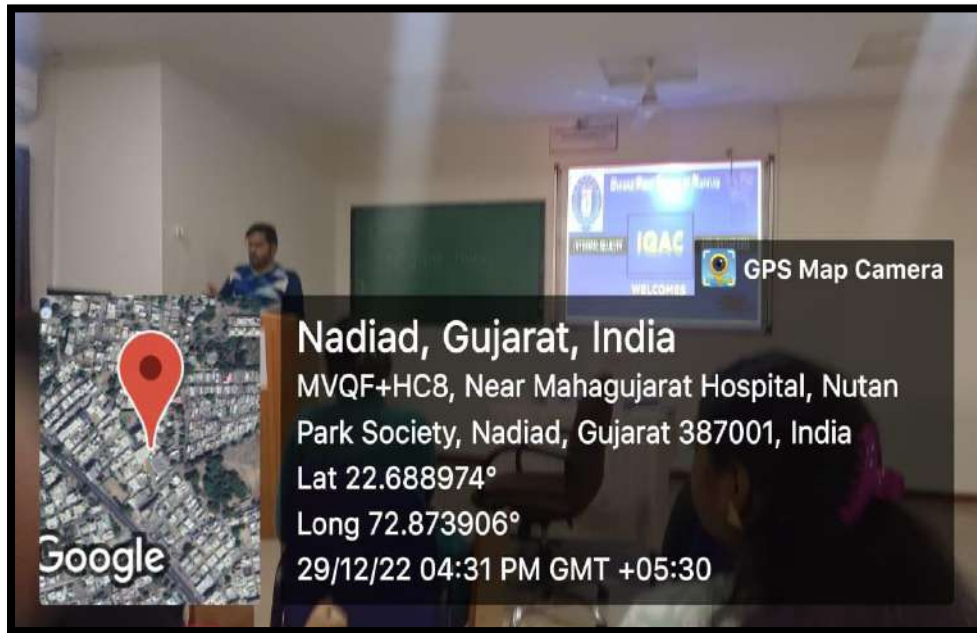 IQAC
WELCOMES
GPS Map Camera
Nadiad, Gujarat, India
MVQF+HC8, Near Mahagujarat Hospital, Nutan
Park Society, Nadiad, Gujarat 387001, India
Lat 22.688974°
Long 72.873906°
29/12/22 04:31 PM GMT +05:30
Google